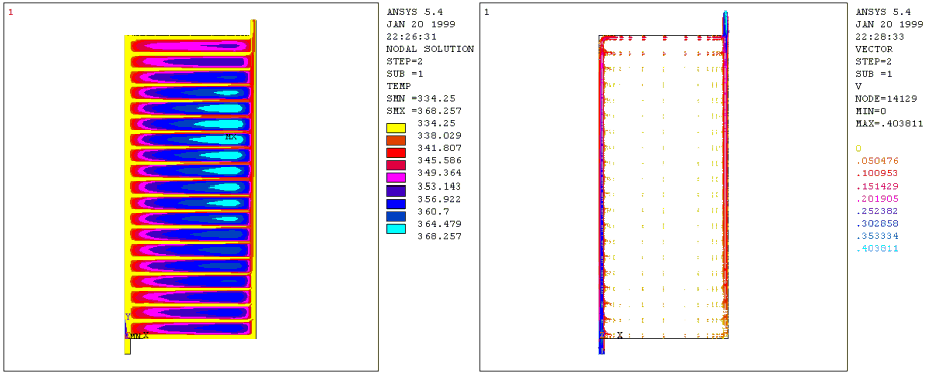 1
ANSYS 5.4
JAN 20 1999
22:26:31
NODAL SOLUTION
STEP=2
SUB =1
TEMP
SMN =334.25
SMX =368.257
334.25
338.029
341.807
345.586
349.364
353.143
356.922
360.7
364.479
368.257
MX
Y
X
1
ANSYS 5.4
JAN 20 1999
22:28:33
VECTOR
STEP=2
SUB =1
V
NODE=14129
MIN=0
MAX=.403811
0
.050476
.100953
.151429
.201905
.252382
.302858
.353334
.403811
X